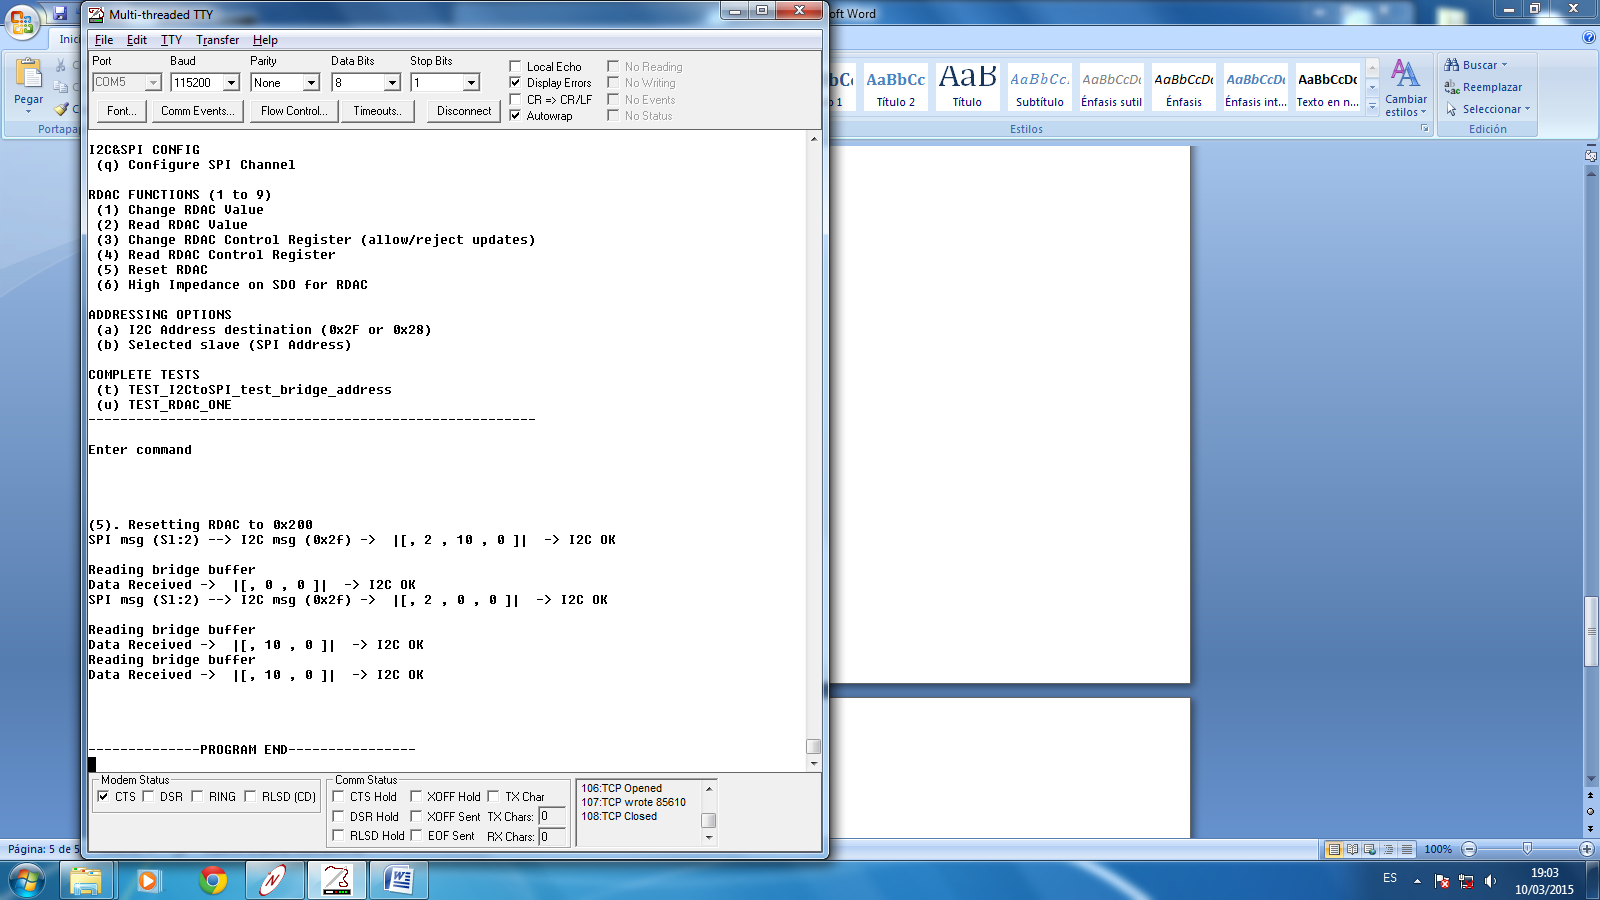 Multi-threaded TTY
oft Word
File Edit TTY Transfer Help
Port Baud Parity Data Bits Stop Bits
COM5 115200 None 8 1
Local Echo
Display Errors
CR => CR/LF
Autowrap
No Reading
No Writing
No Events
No Status
Font... Comm Events... Flow Control... Timeouts.. Disconnect
Inici
Pegar
Portapap
AaBbCc
Título 2
AaB
Título
AaBbCc.
Subtítulo
AaBbCcDc
Énfasis sutil
AaBbCcDc
Énfasis
AaBbCcDc
Énfasis int...
AaBbCcDc
Texto en n...
Cambiar
estilos
Estilos
Buscar
Reemplazar
Seleccionar
Edición
I2C&SPI CONFIG
(q) Configure SPI Channel
RDAC FUNCTIONS (1 to 9)
(1) Change RDAC Value
(2) Read RDAC Value
(3) Change RDAC Control Register (allow/reject updates)
(4) Read RDAC Control Register
(5) Reset RDAC
(6) High Impedance on SDO for RDAC
ADDRESSING OPTIONS
(a) I2C Address destination (0x2F or 0x28)
(b) Selected slave (SPI Address)
COMPLETE TESTS
(t) TEST_I2CtoSPI_test_bridge_address
(u) TEST_RDAC_ONE
--------------------------------------------------------
Enter command
(5). Resetting RDAC to 0x200
SPI msg (Sl:2) --> I2C msg (0x2f) ->  |[, 2 , 10 , 0 ]|  -> I2C OK
Reading bridge buffer
Data Received ->  |[, 0 , 0 ]|  -> I2C OK
SPI msg (Sl:2) --> I2C msg (0x2f) ->  |[, 2 , 0 , 0 ]|  -> I2C OK
Reading bridge buffer
Data Received ->  |[, 10 , 0 ]|  -> I2C OK
Reading bridge buffer
Data Received ->  |[, 10 , 0 ]|  -> I2C OK
--------------PROGRAM END----------------
Modem Status
CTS DSR RING RLSD (CD)
Comm Status
CTS Hold XOFF Hold TX Char
DSR Hold XOFF Sent TX Chars: 0
RLSD Hold EOF Sent RX Chars: 0
106:TCP Opened
107:TCP wrote 85610
108:TCP Closed
Página: 5 de 5
100%
ES
19:03
10/03/2015